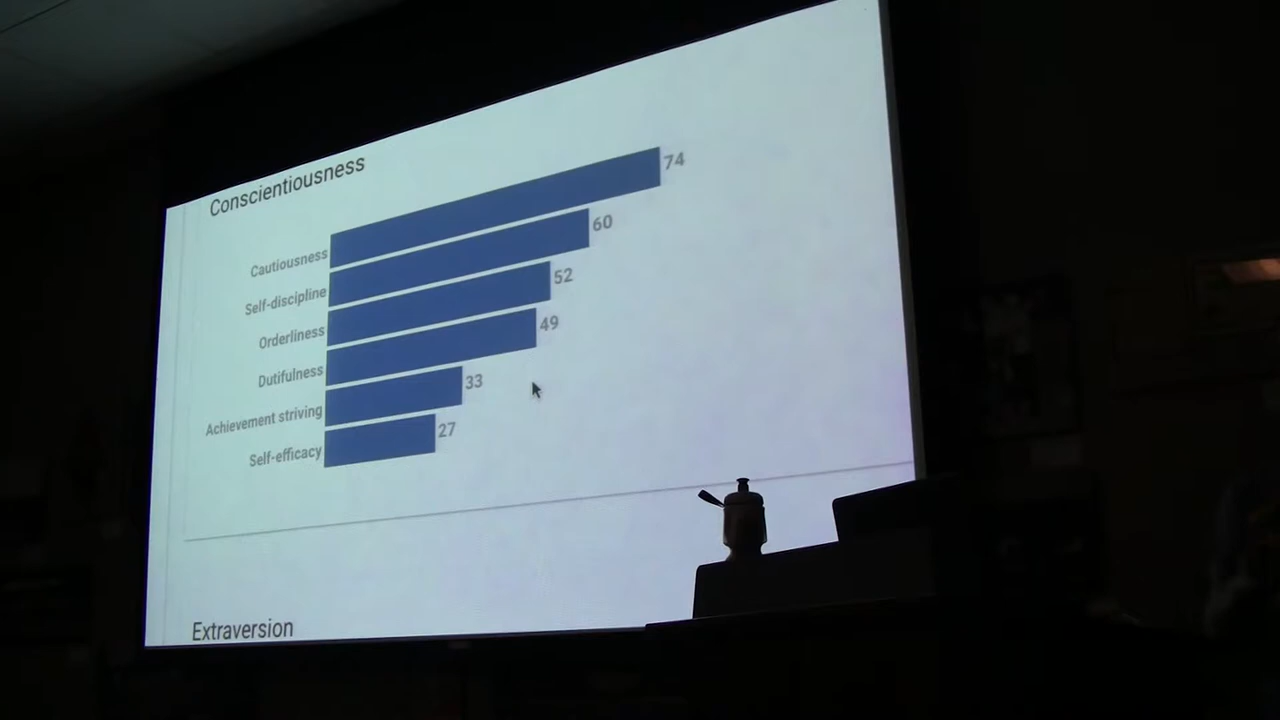 Conscientiousness
Cautiousness 74
Self-discipline 60
Orderliness 52
Dutifulness 49
Achievement striving 33
Self-efficacy 27
Extraversion